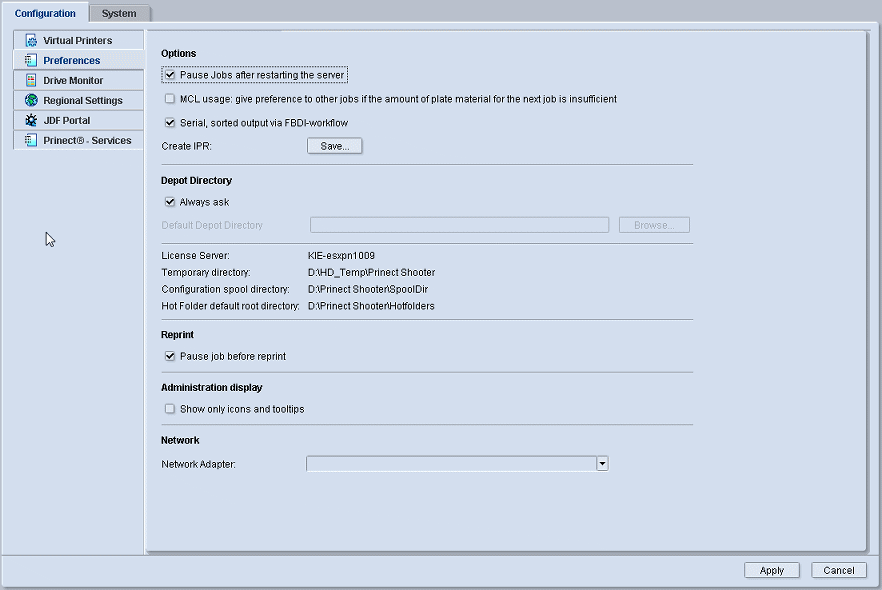 Configuration System
Virtual Printers
Preferences
Drive Monitor
Regional Settings
JDF Portal
Prinect® - Services
Options
Pause Jobs after restarting the server
MCL usage: give preference to other jobs if the amount of plate material for the next job is insufficient
Serial, sorted output via FBDI-workflow
Create IPR: Save...
Depot Directory
Always ask
Default Depot Directory Browse...
License Server: KIE-esxpn1009
Temporary directory: D:\HD_Temp\Prinect Shooter
Configuration spool directory: D:\Prinect Shooter\SpoolDir
Hot Folder default root directory: D:\Prinect Shooter\Hotfolders
Reprint
Pause job before reprint
Administration display
Show only icons and tooltips
Network
Network Adapter:
Apply Cancel